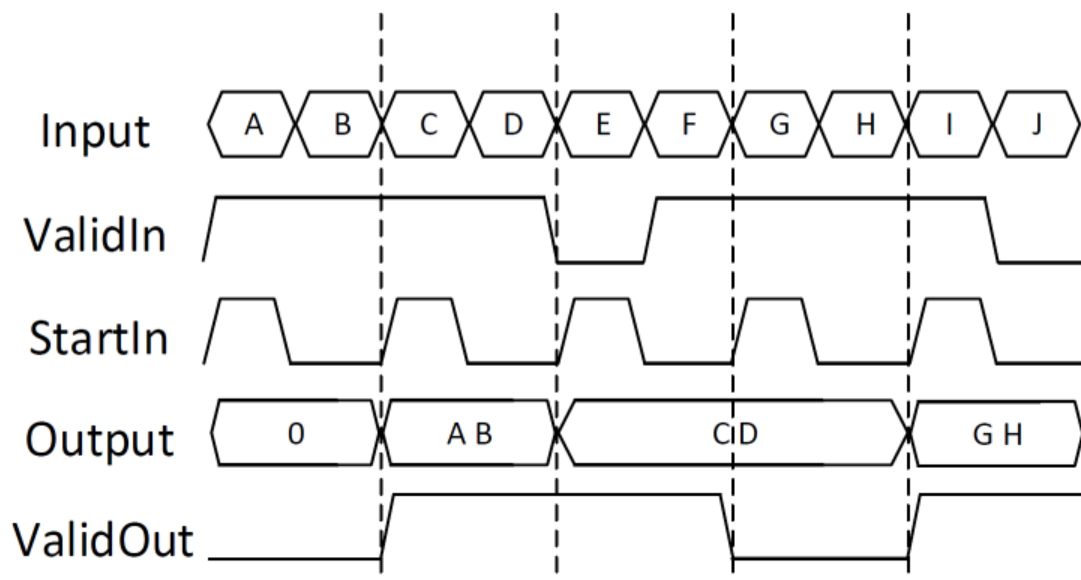 Input A B C D E F G H I J
ValidIn
StartIn
Output 0 A B C D G H
ValidOut